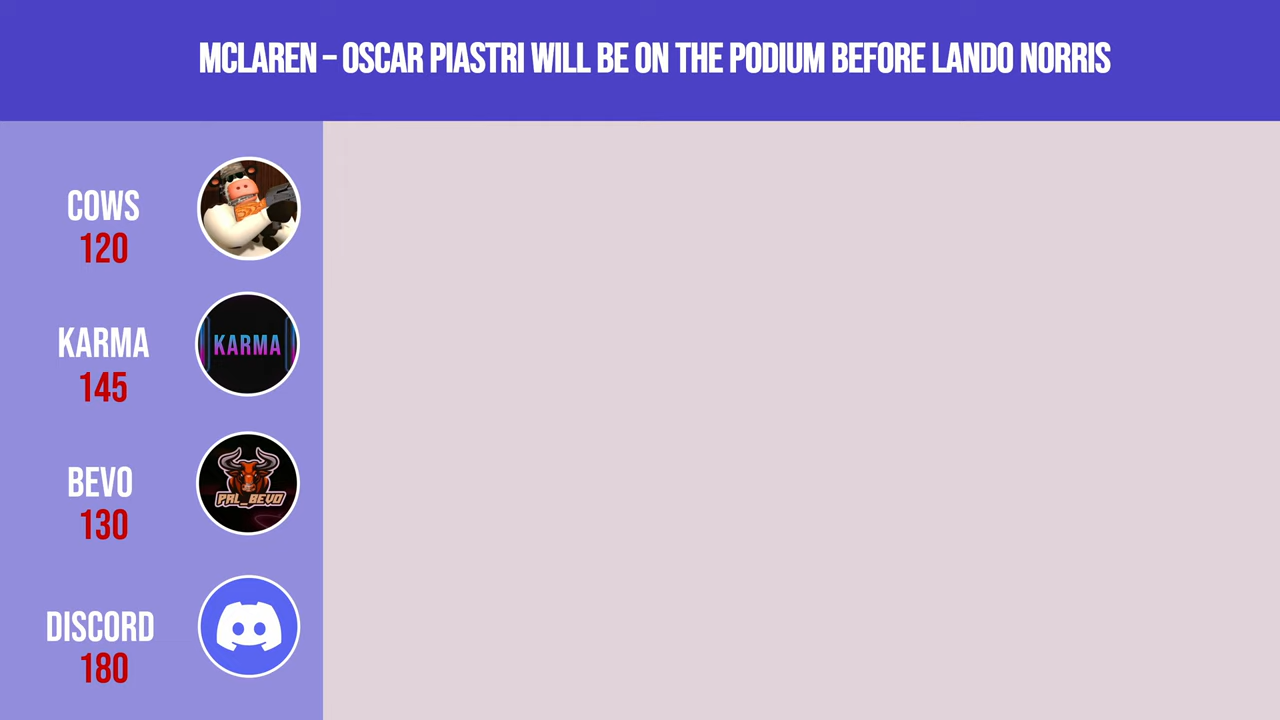 MCLAREN – OSCAR PIASTRI WILL BE ON THE PODIUM BEFORE LANDO NORRIS
COWS
120
KARMA
145
KARMA
BEVO
130
PRL_BEVO
DISCORD
180